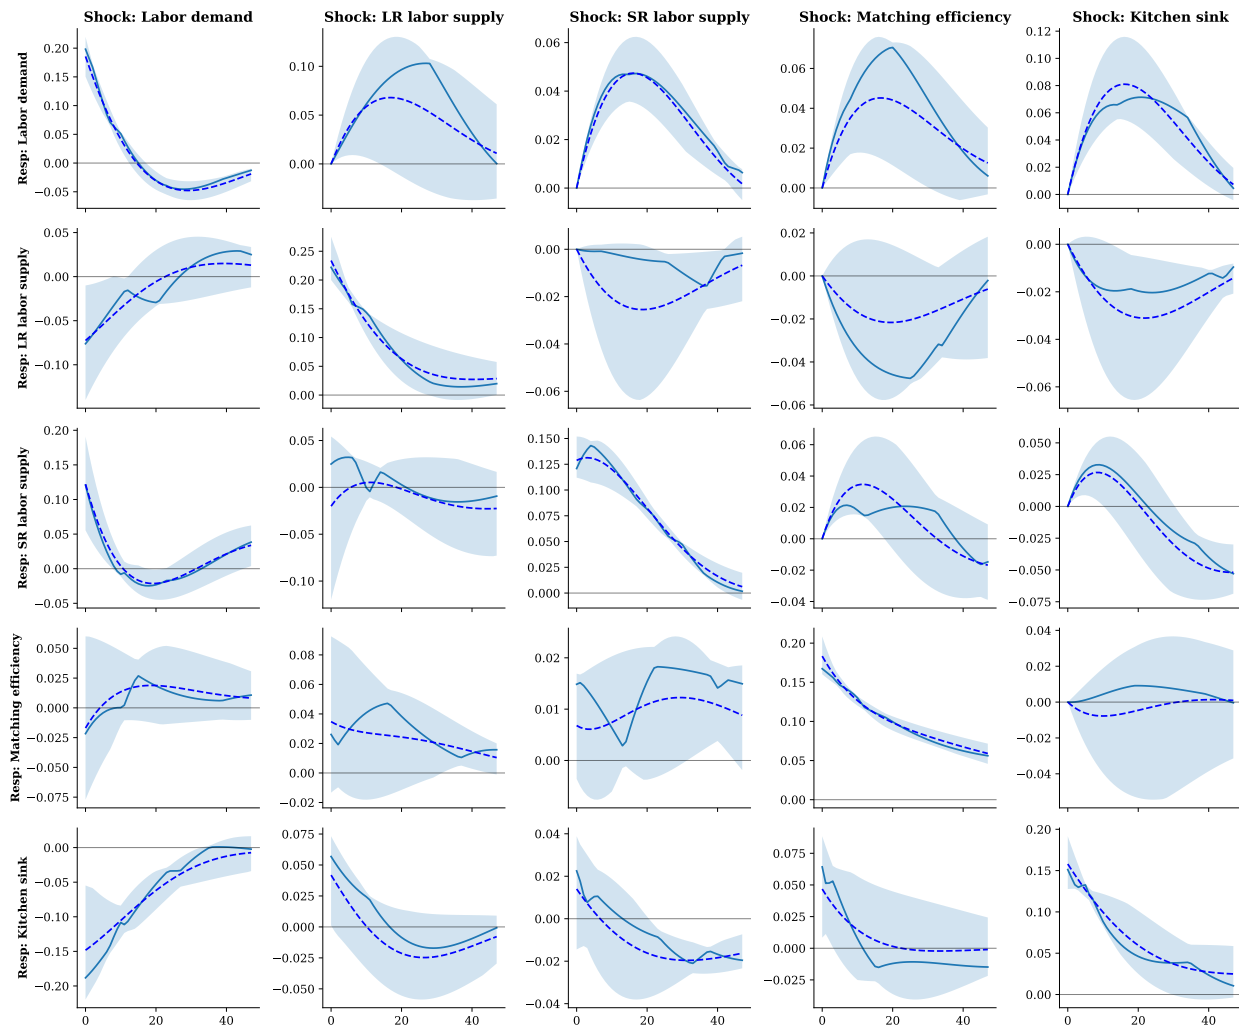 Shock: Labor demand Shock: LR labor supply Shock: SR labor supply Shock: Matching efficiency Shock: Kitchen sink
Resp: Labor demand
0.20 0.15 0.10 0.05 0.00 −0.05
0.10 0.05 0.00
0.06 0.04 0.02 0.00
0.06 0.04 0.02 0.00
0.12 0.10 0.08 0.06 0.04 0.02 0.00
Resp: LR labor supply
0.05 0.00 −0.05 −0.10
0.25 0.20 0.15 0.10 0.05 0.00
0.00 −0.02 −0.04 −0.06
0.02 0.00 −0.02 −0.04 −0.06
0.00 −0.02 −0.04 −0.06
Resp: SR labor supply
0.20 0.15 0.10 0.05 0.00 −0.05
0.05 0.00 −0.05 −0.10
0.150 0.125 0.100 0.075 0.050 0.025 0.000
0.06 0.04 0.02 0.00 −0.02 −0.04
0.050 0.025 0.000 −0.025 −0.050 −0.075
Resp: Matching efficiency
0.050 0.025 0.000 −0.025 −0.050 −0.075
0.08 0.06 0.04 0.02 0.00 −0.02
0.02 0.01 0.00
0.20 0.15 0.10 0.05 0.00
0.04 0.02 0.00 −0.02 −0.04
Resp: Kitchen sink
0.00 −0.05 −0.10 −0.15 −0.20
0.075 0.050 0.025 0.000 −0.025 −0.050
0.04 0.02 0.00 −0.02 −0.04
0.075 0.050 0.025 0.000 −0.025
0.20 0.15 0.10 0.05 0.00
0 20 40 0 20 40 0 20 40 0 20 40 0 20 40